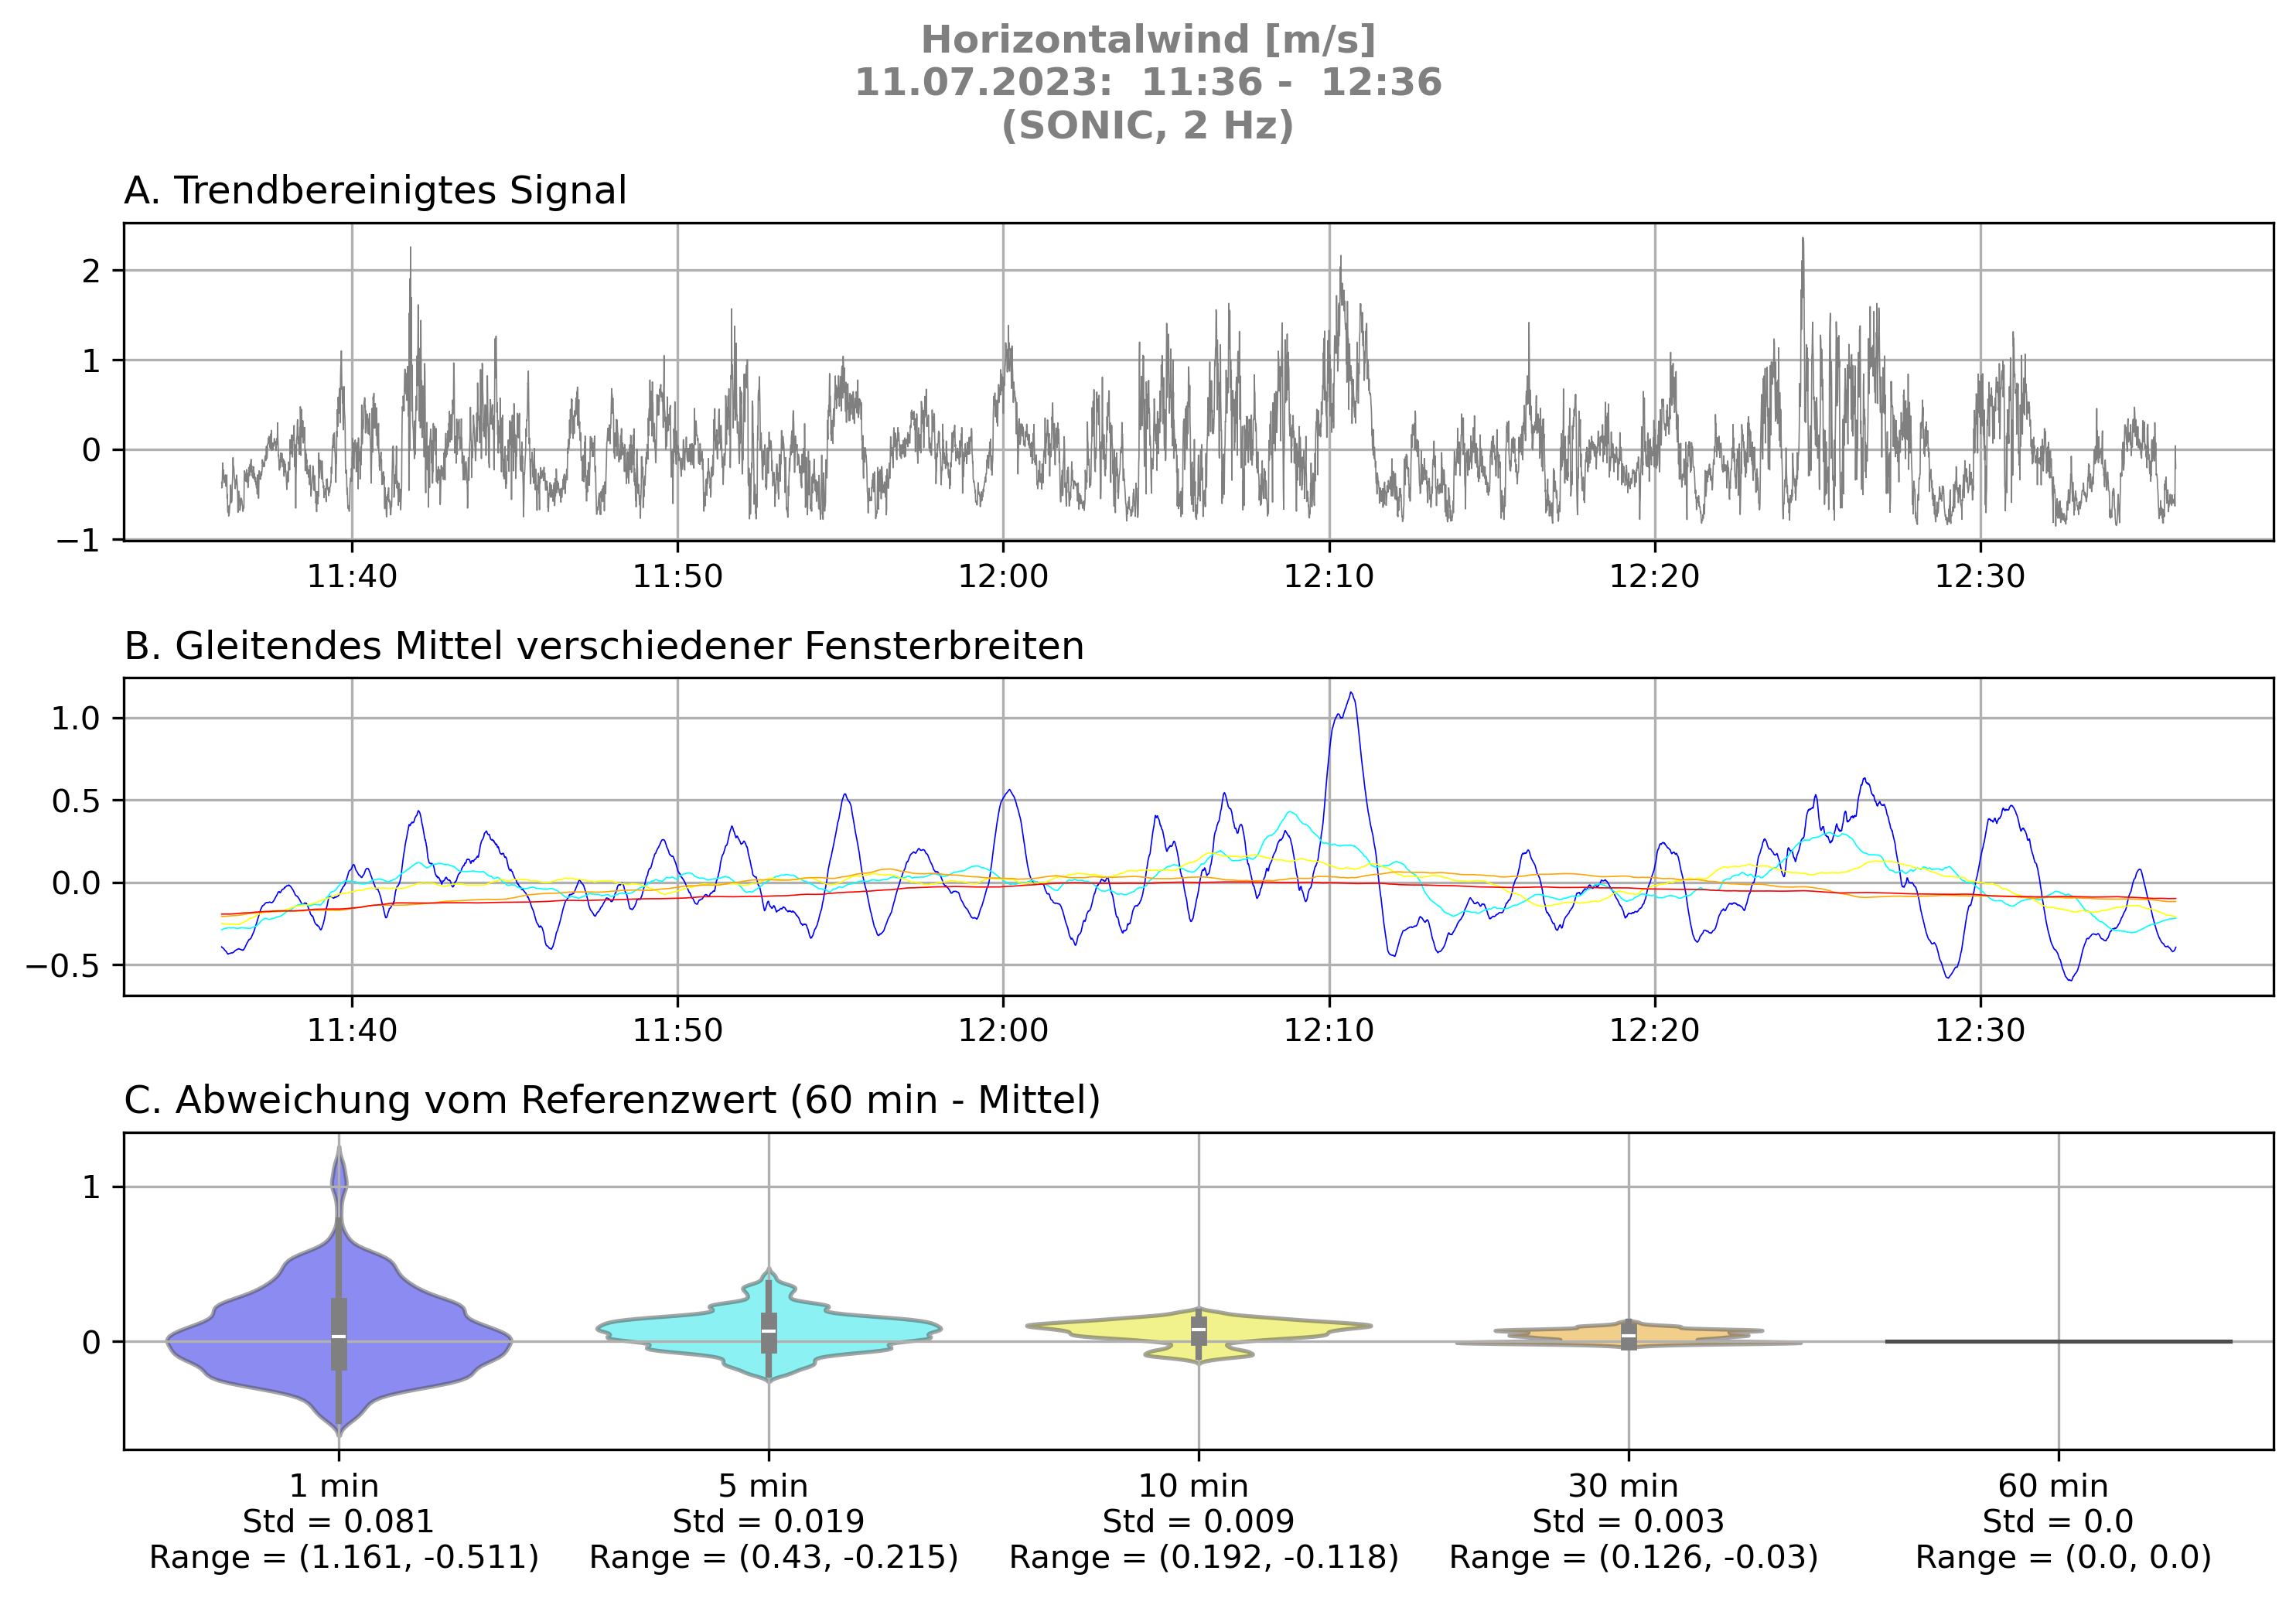 Horizontalwind [m/s]
11.07.2023:  11:36 -  12:36
(SONIC, 2 Hz)
A. Trendbereinigtes Signal
2
1
0
−1
11:40 11:50 12:00 12:10 12:20 12:30
B. Gleitendes Mittel verschiedener Fensterbreiten
1.0
0.5
0.0
−0.5
11:40 11:50 12:00 12:10 12:20 12:30
C. Abweichung vom Referenzwert (60 min - Mittel)
1
0
1 min 5 min 10 min 30 min 60 min
Std = 0.081 Std = 0.019 Std = 0.009 Std = 0.003 Std = 0.0
Range = (1.161, -0.511) Range = (0.43, -0.215) Range = (0.192, -0.118) Range = (0.126, -0.03) Range = (0.0, 0.0)